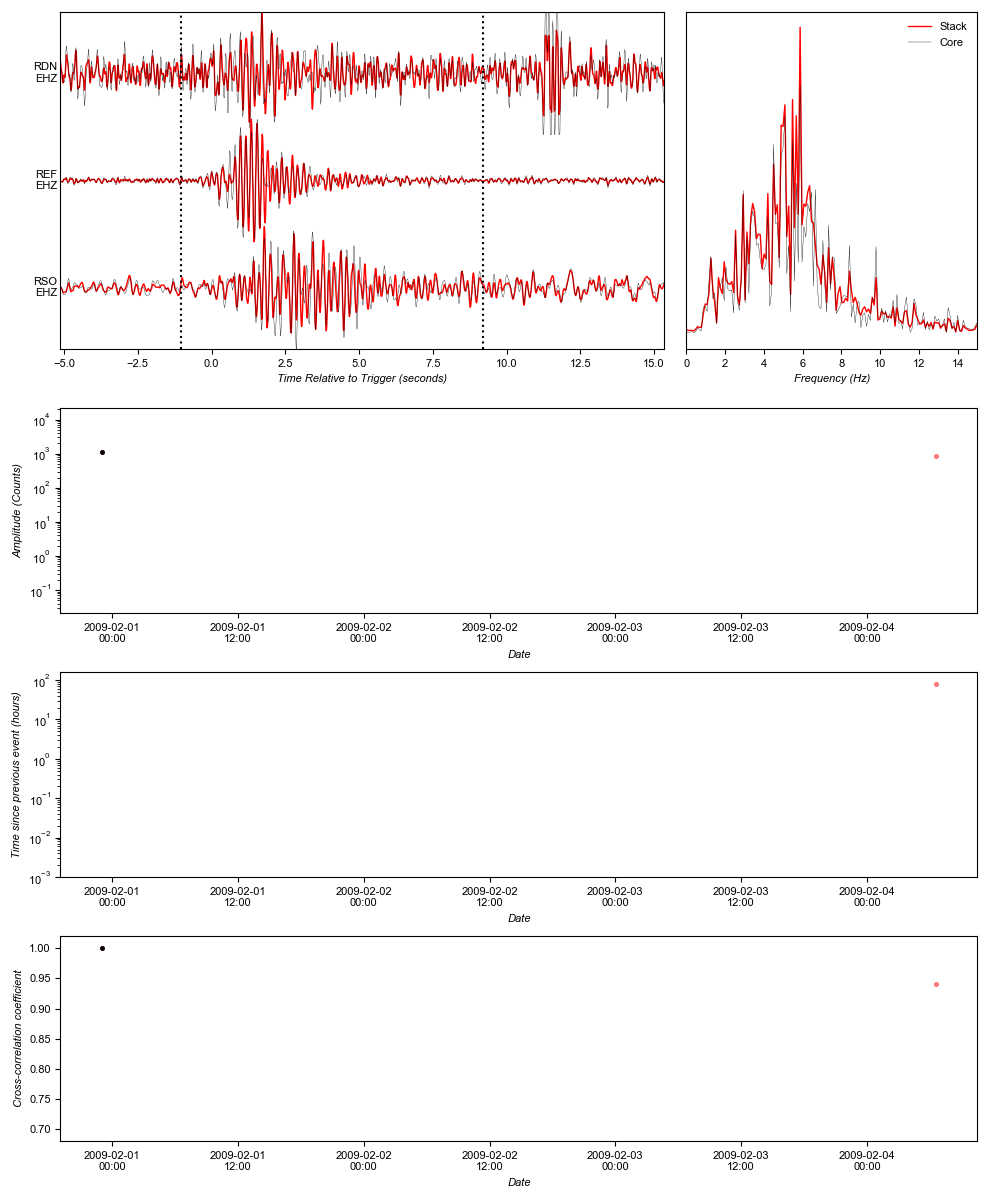 RDN
EHZ
REF
EHZ
RSO
EHZ
−5.0 −2.5 0.0 2.5 5.0 7.5 10.0 12.5 15.0
Time Relative to Trigger (seconds)
Stack
Core
0 2 4 6 8 10 12 14
Frequency (Hz)
10^4
10^3
10^2
10^1
10^0
10^−1
Amplitude (Counts)
2009-02-01 2009-02-01 2009-02-02 2009-02-02 2009-02-03 2009-02-03 2009-02-04
00:00 12:00 00:00 12:00 00:00 12:00 00:00
Date
10^2
10^1
10^0
10^−1
10^−2
10^−3
Time since previous event (hours)
2009-02-01 2009-02-01 2009-02-02 2009-02-02 2009-02-03 2009-02-03 2009-02-04
00:00 12:00 00:00 12:00 00:00 12:00 00:00
Date
1.00
0.95
0.90
0.85
0.80
0.75
0.70
Cross-correlation coefficient
2009-02-01 2009-02-01 2009-02-02 2009-02-02 2009-02-03 2009-02-03 2009-02-04
00:00 12:00 00:00 12:00 00:00 12:00 00:00
Date